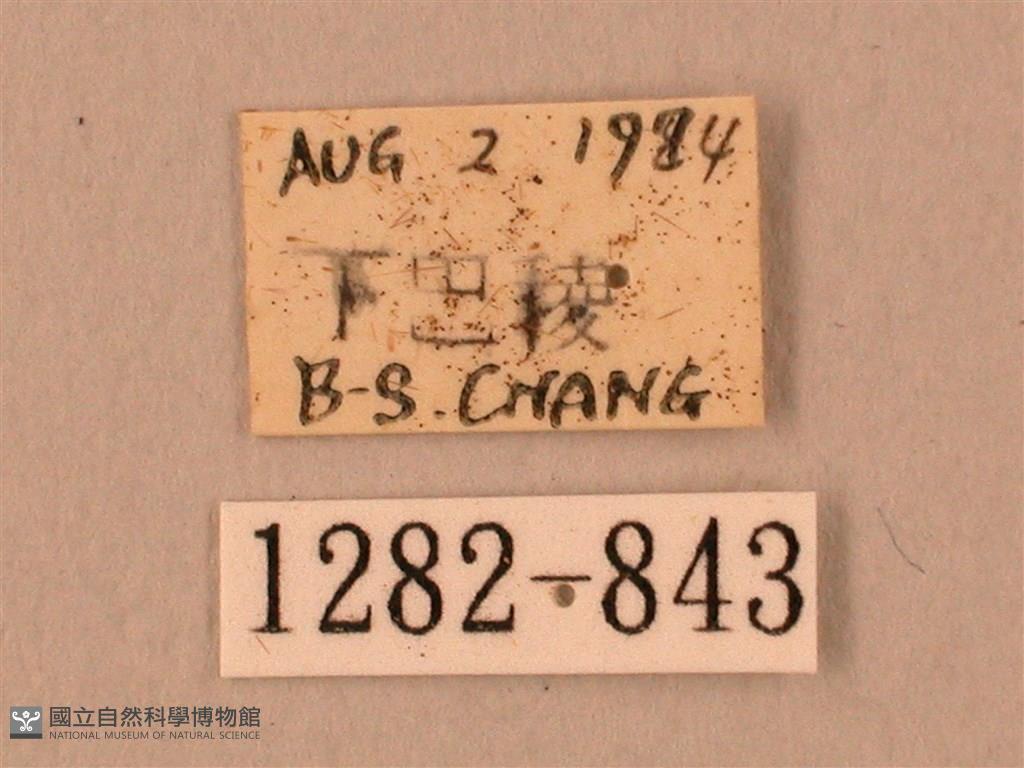 AUG 2 1984
下巴稜
B-S. CHANG
1282-843
國立自然科學博物館
NATIONAL MUSEUM OF NATURAL SCIENCE